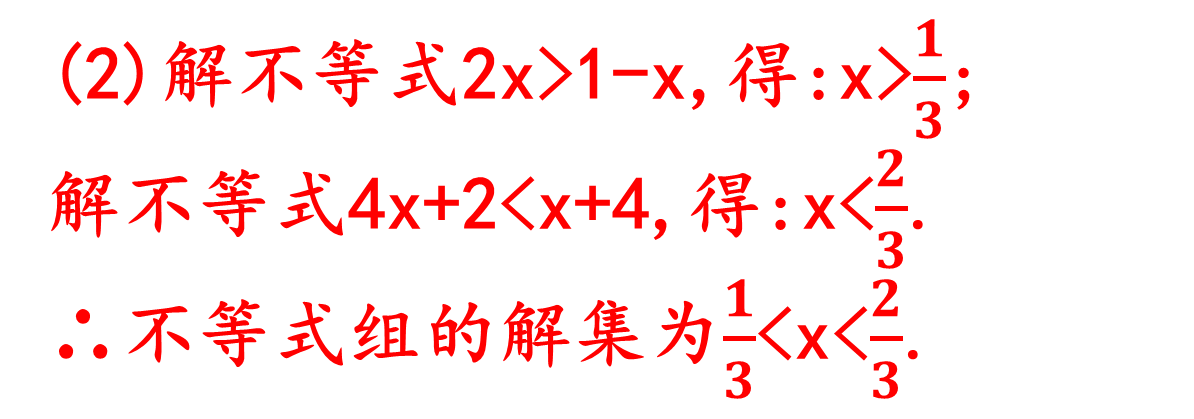 (2)解不等式2x>1-x,得:x>1/3;
解不等式4x+2<x+4,得:x<2/3.
∴不等式组的解集为1/3<x<2/3.